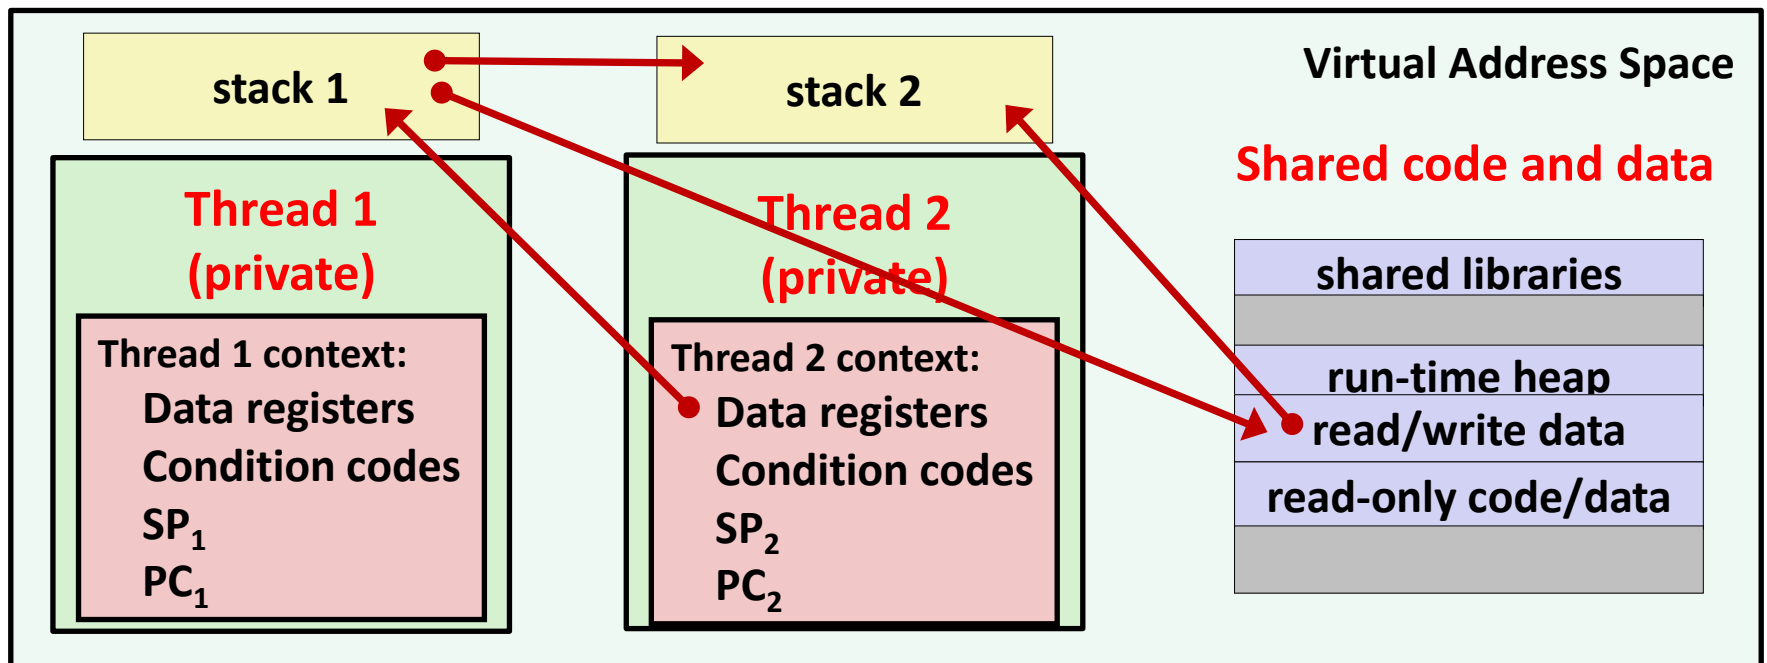 stack 1
stack 2
Virtual Address Space
Shared code and data
Thread 1
(private)
Thread 1 context:
Data registers
Condition codes
SP1
PC1
Thread 2
(private)
Thread 2 context:
Data registers
Condition codes
SP2
PC2
shared libraries
run-time heap
read/write data
read-only code/data